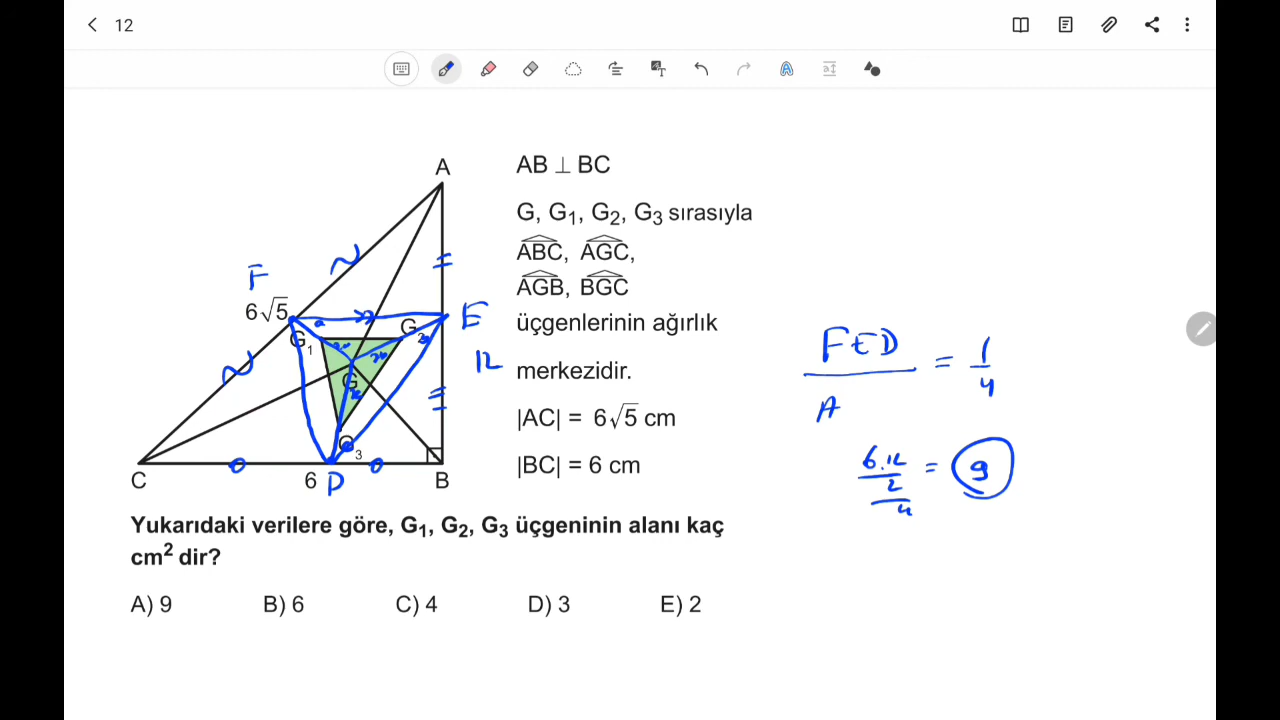 12
A
AB ⊥ BC
G, G₁, G₂, G₃ sırasıyla
ABC, AGC,
AGB, BGC
üçgenlerinin ağırlık
merkezidir.
|AC| = 6√5 cm
|BC| = 6 cm
F
6√5
E
12
G₁
G₂
G
G₃
C
6
D
B
FED
A
= 1/4
6.12
2
4
= 9
Yukarıdaki verilere göre, G₁, G₂, G₃ üçgeninin alanı kaç
cm² dir?
A) 9 B) 6 C) 4 D) 3 E) 2